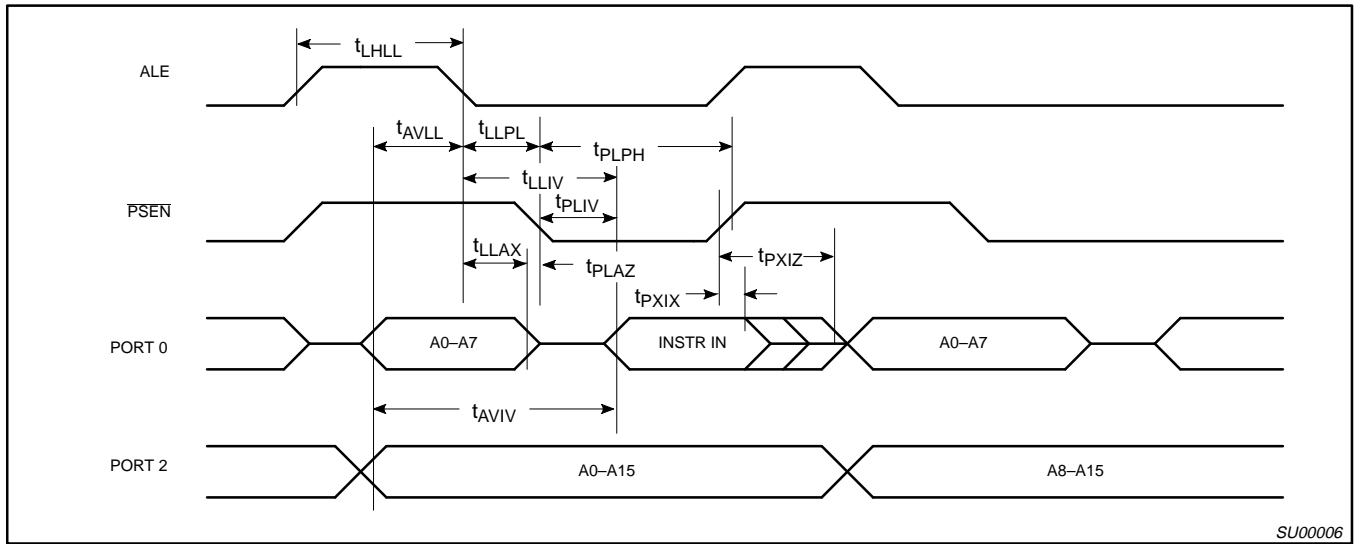 tLHLL
ALE
tAVLL tLLPL
tPLPH
tLLIV
PSEN
tPLIV
tLLAX
tPLAZ
tPXIZ
tPXIX
PORT 0 A0–A7 INSTR IN A0–A7
tAVIV
PORT 2 A0–A15 A8–A15
SU00006